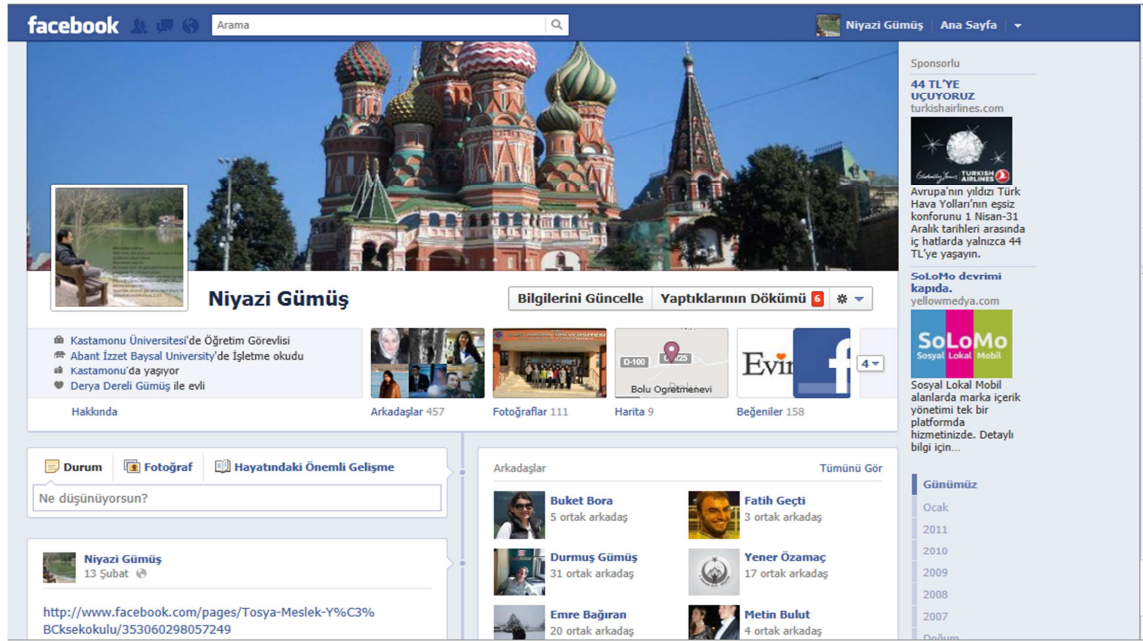 facebook
Arama
Niyazi Gümüş
Ana Sayfa
Niyazi Gümüş
Bilgilerini Güncelle
Yaptıklarının Dökümü 6
Kastamonu Üniversitesi'de Öğretim Görevlisi
Abant İzzet Baysal University'de İşletme okudu
Kastamonu'da yaşıyor
Derya Dereli Gümüş ile evli
Hakkında
D-100
Bolu Ogretmenevi
Evir
f
4
Arkadaşlar 457
Fotoğraflar 111
Harita 9
Beğeniler 158
Durum
Fotoğraf
Hayatındaki Önemli Gelişme
Ne düşünüyorsun?
Niyazi Gümüş
13 Şubat
http://www.facebook.com/pages/Tosya-Meslek-Y%C3%
BCksekokulu/353060298057249
Arkadaşlar
Tümünü Gör
Buket Bora
5 ortak arkadaş
Fatih Geçti
3 ortak arkadaş
Durmuş Gümüş
31 ortak arkadaş
Yener Özamaç
17 ortak arkadaş
Emre Bağıran
20 ortak arkadaş
Metin Bulut
4 ortak arkadaş
Sponsorlu
44 TL'YE
UÇUYORUZ
turkishairlines.com
Globally Yours
TURKISH
AIRLINES
Avrupa'nın yıldızı Türk
Hava Yolları'nın eşsiz
konforunu 1 Nisan-31
Aralık tarihleri arasında
iç hatlarda yalnızca 44
TL'ye yaşayın.
SoLoMo devrimi
kapıda.
yellowmedya.com
SoLoMo
Sosyal Lokal Mobil
Sosyal Lokal Mobil
alanlarda marka içerik
yönetimi tek bir
platformda
hizmetinizde. Detaylı
bilgi için...
Günümüz
Ocak
2011
2010
2009
2008
2007
Doğum